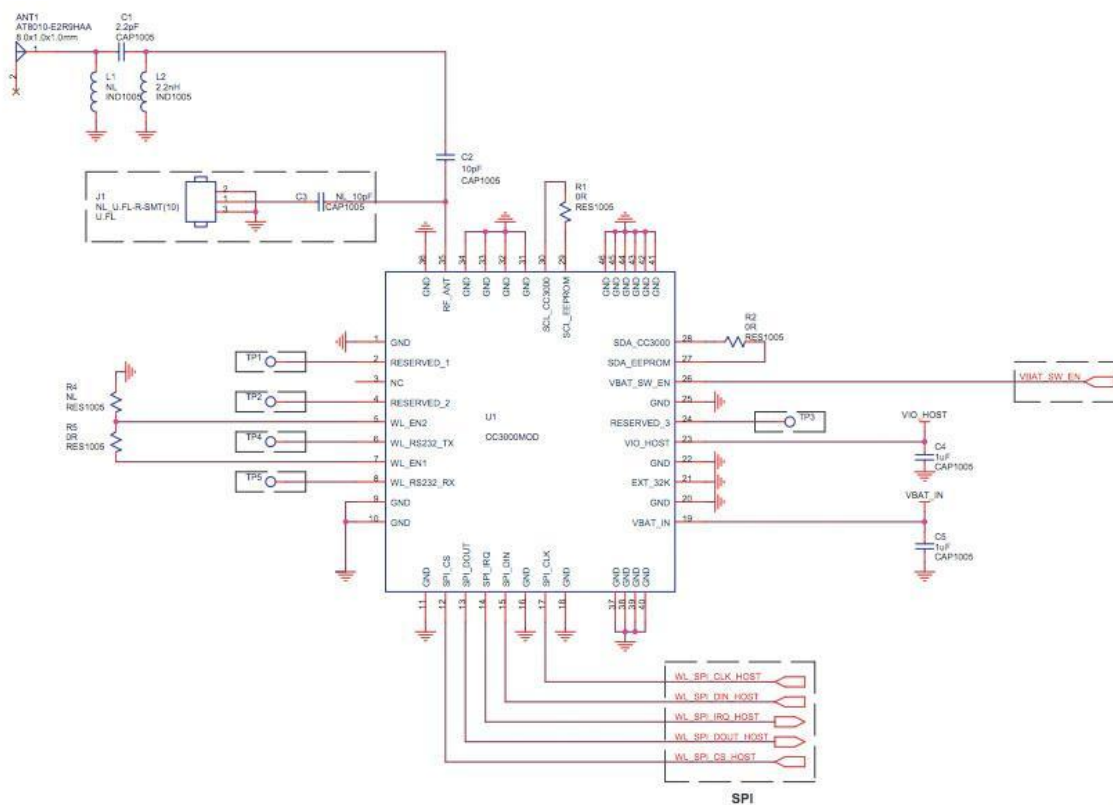 ANT1
AT8010-E2R9HAA
8.0x1.0x1.0mm
1
2
C1
2.2pF
CAP1005
L1
NL
IND1005
L2
2.2nH
IND1005
C2
10pF
CAP1005
J1
NL_U.FL-R-SMT(10)
U.FL
2
1
3
C3
NL_10pF
CAP1005
R1
0R
RES1005
36
35
34
33
32
31
30
29
46
45
44
43
42
41
GND
RF_ANT
GND
GND
GND
GND
SCL_CC3000
SCL_EEPROM
GND
GND
GND
GND
GND
GND
R4
NL
RES1005
R5
0R
RES1005
TP1
TP2
TP4
TP5
1
2
3
4
5
6
7
8
9
10
GND
RESERVED_1
NC
RESERVED_2
WL_EN2
WL_RS232_TX
WL_EN1
WL_RS232_RX
GND
GND
U1
CC3000MOD
SDA_CC3000
SDA_EEPROM
VBAT_SW_EN
GND
RESERVED_3
VIO_HOST
GND
EXT_32K
GND
VBAT_IN
28
27
26
25
24
23
22
21
20
19
R2
0R
RES1005
VBAT_SW_EN
TP3
VIO_HOST
C4
1uF
CAP1005
VBAT_IN
C5
1uF
CAP1005
GND
SPI_CS
SPI_DOUT
SPI_IRQ
SPI_DIN
GND
SPI_CLK
GND
GND
GND
GND
GND
11
12
13
14
15
16
17
18
37
38
39
40
WL_SPI_CLK_HOST
WL_SPI_DIN_HOST
WL_SPI_IRQ_HOST
WL_SPI_DOUT_HOST
WL_SPI_CS_HOST
SPI